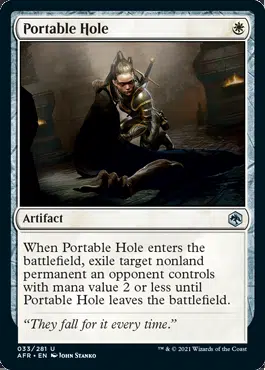 Portable Hole
Artifact
When Portable Hole enters the
battlefield, exile target nonland
permanent an opponent controls
with mana value 2 or less until
Portable Hole leaves the battlefield.
“They fall for it every time.”
033/281 U
AFR • EN JOHN STANKO
™ & © 2021 Wizards of the Coast